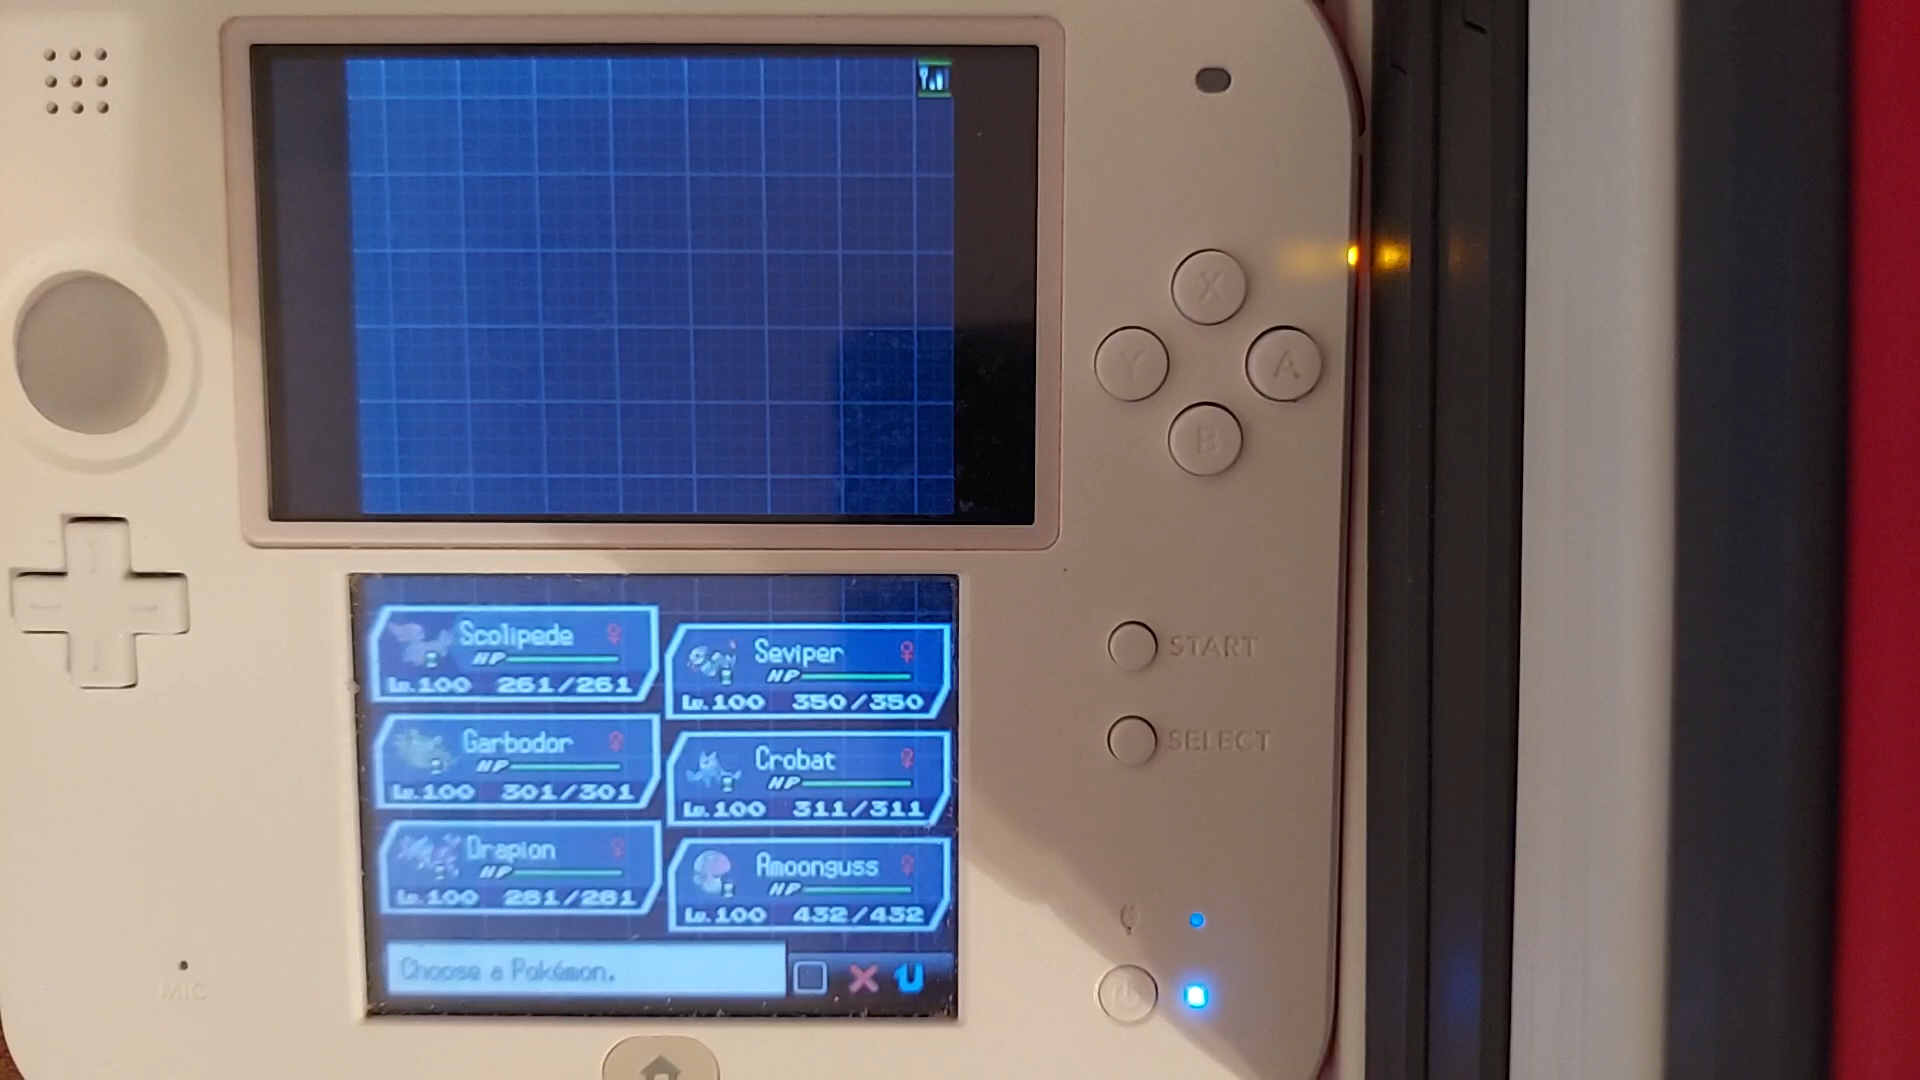 X
Y
A
B
Scolipede ♀
HP
Lv.100 261/261
Seviper ♀
HP
Lv.100 350/350
Garbodor ♀
HP
Lv.100 301/301
Crobat ♀
HP
Lv.100 311/311
Drapion ♀
HP
Lv.100 281/281
Amoonguss ♀
HP
Lv.100 432/432
Choose a Pokémon.
START
SELECT
MIC